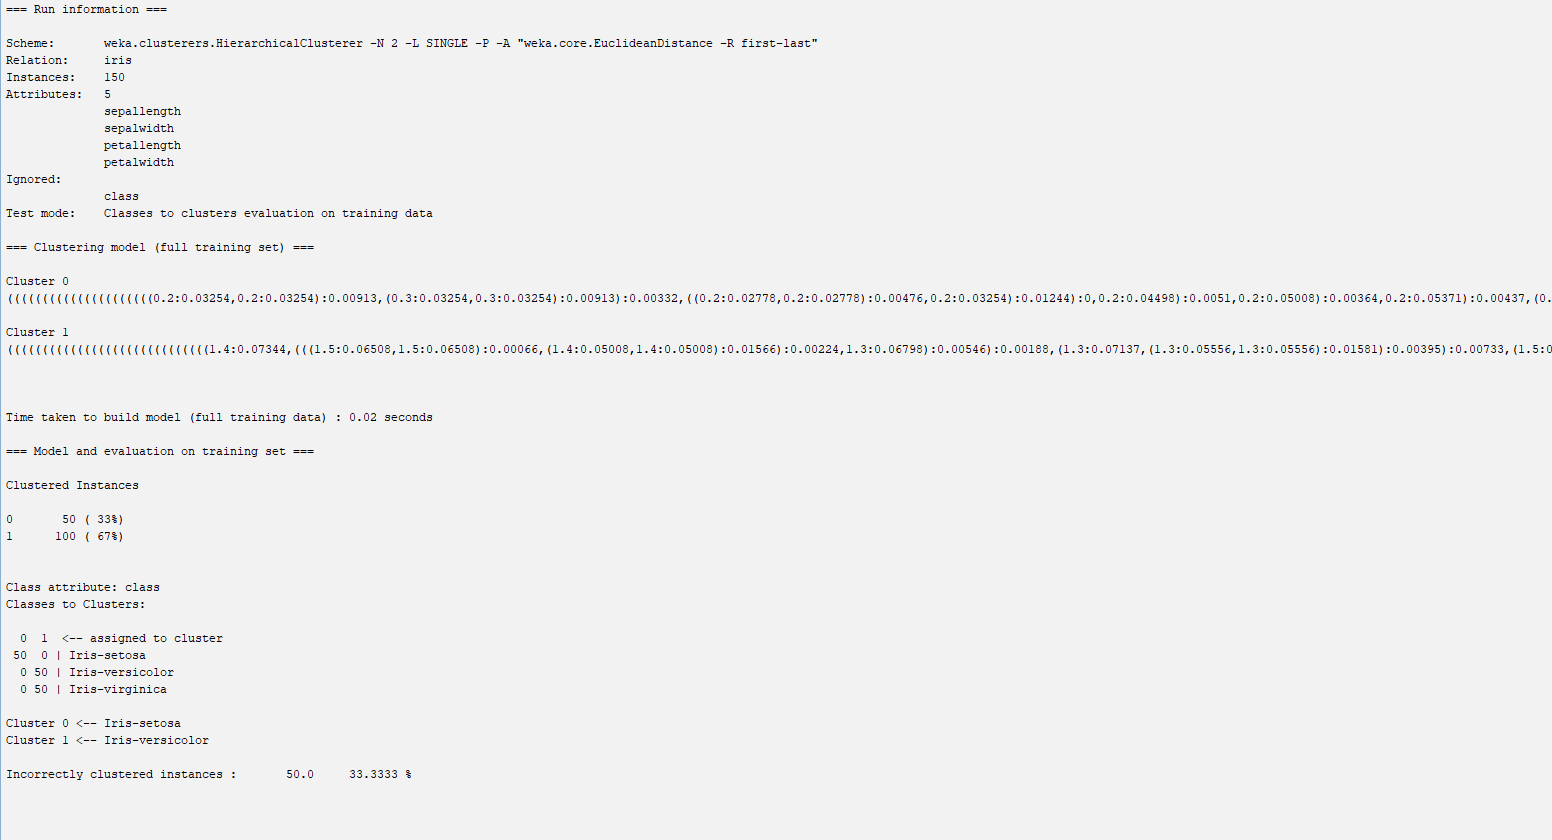 === Run information ===
Scheme: weka.clusterers.HierarchicalClusterer -N 2 -L SINGLE -P -A "weka.core.EuclideanDistance -R first-last"
Relation: iris
Instances: 150
Attributes: 5
sepallength
sepalwidth
petallength
petalwidth
Ignored:
class
Test mode: Classes to clusters evaluation on training data
=== Clustering model (full training set) ===
Cluster 0
(((((((((((((((((((((0.2:0.03254,0.2:0.03254):0.00913,(0.3:0.03254,0.3:0.03254):0.00913):0.00332,((0.2:0.02778,0.2:0.02778):0.00476,0.2:0.03254):0.01244):0,0.2:0.04498):0.0051,0.2:0.05008):0.00364,0.2:0.05371):0.00437,(0.
Cluster 1
(((((((((((((((((((((((((((((1.4:0.07344,(((1.5:0.06508,1.5:0.06508):0.00066,(1.4:0.05008,1.4:0.05008):0.01566):0.00224,1.3:0.06798):0.00546):0.00188,(1.3:0.07137,(1.3:0.05556,1.3:0.05556):0.01581):0.00395):0.00733,(1.5:0
Time taken to build model (full training data) : 0.02 seconds
=== Model and evaluation on training set ===
Clustered Instances
0 50 ( 33%)
1 100 ( 67%)
Class attribute: class
Classes to Clusters:
0 1 <-- assigned to cluster
50 0 | Iris-setosa
0 50 | Iris-versicolor
0 50 | Iris-virginica
Cluster 0 <-- Iris-setosa
Cluster 1 <-- Iris-versicolor
Incorrectly clustered instances : 50.0 33.3333 %